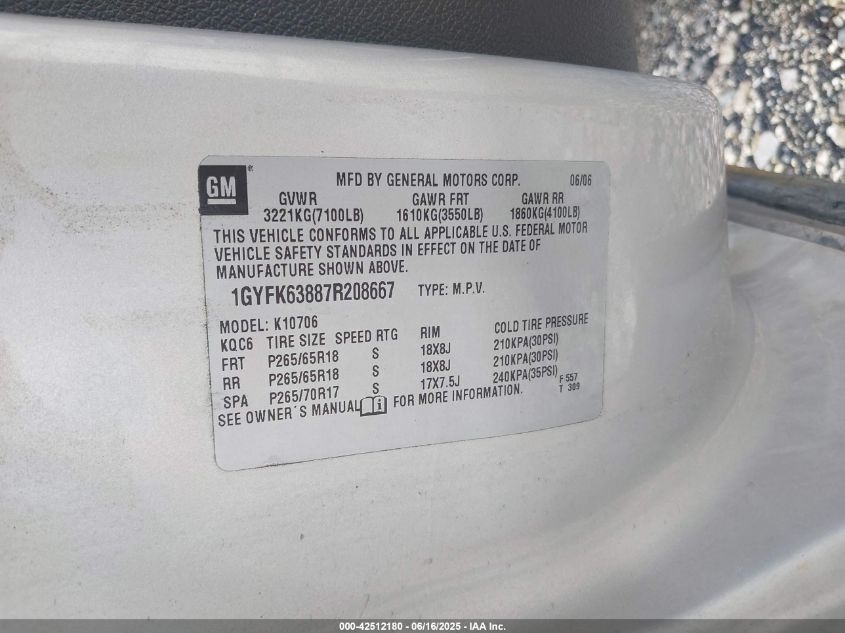 GM
MFD BY GENERAL MOTORS CORP. 06/06
GVWR GAWR FRT GAWR RR
3221KG(7100LB) 1610KG(3550LB) 1860KG(4100LB)
THIS VEHICLE CONFORMS TO ALL APPLICABLE U.S. FEDERAL MOTOR
VEHICLE SAFETY STANDARDS IN EFFECT ON THE DATE OF
MANUFACTURE SHOWN ABOVE.
1GYFK63887R208667 TYPE: M.P.V.
MODEL: K10706
KQC6 TIRE SIZE SPEED RTG RIM COLD TIRE PRESSURE
FRT P265/65R18 S 18X8J 210KPA(30PSI)
RR P265/65R18 S 18X8J 210KPA(30PSI)
SPA P265/70R17 S 17X7.5J 240KPA(35PSI)
F 557
SEE OWNER'S MANUAL FOR MORE INFORMATION. T 309
000-42512180 - 06/16/2025 - IAA Inc.